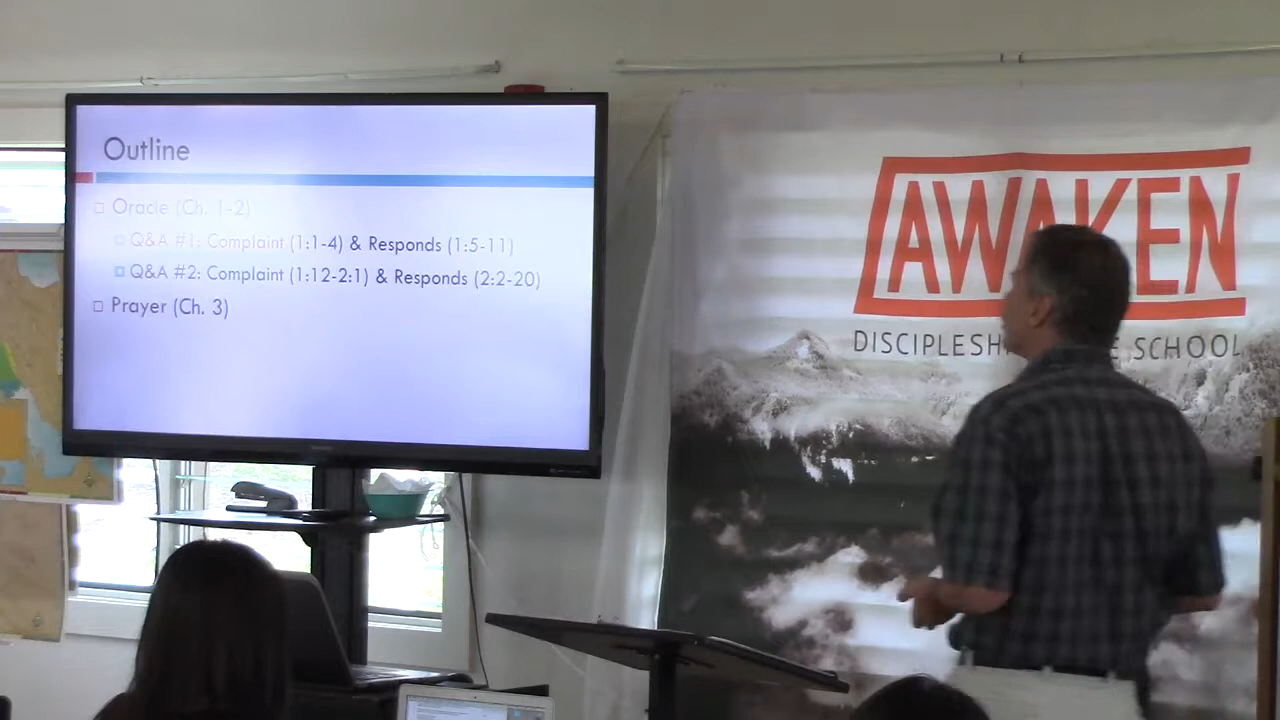 Outline
Oracle (Ch. 1-2)
Q&A #1: Complaint (1:1-4) & Responds (1:5-11)
Q&A #2: Complaint (1:12-2:1) & Responds (2:2-20)
Prayer (Ch. 3)
AWAKEN
SCHOOL